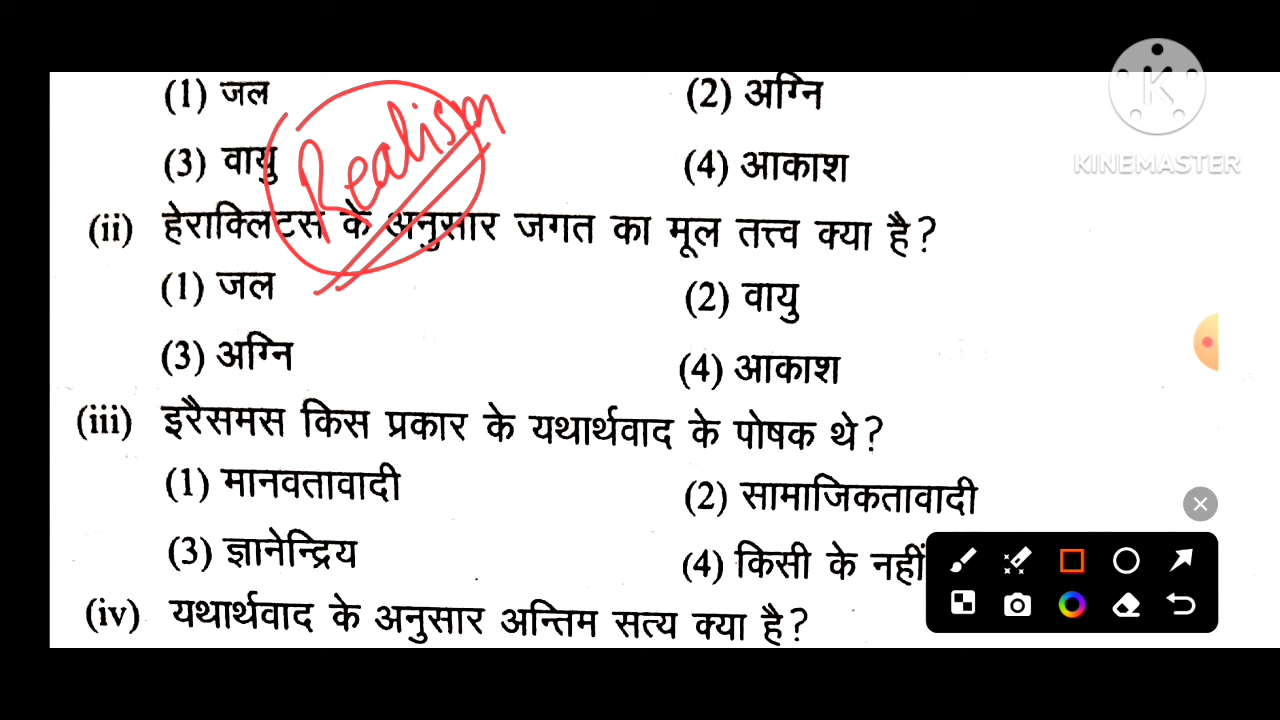 (1) जल (2) अग्नि
(3) वायु (4) आकाश
Realism
(ii) हेराक्लिटस के अनुसार जगत का मूल तत्त्व क्या है?
(1) जल (2) वायु
(3) अग्नि (4) आकाश
(iii) इरैसमस किस प्रकार के यथार्थवाद के पोषक थे?
(1) मानवतावादी (2) सामाजिकतावादी
(3) ज्ञानेन्द्रिय (4) किसी के नहीं
(iv) यथार्थवाद के अनुसार अन्तिम सत्य क्या है?
K
KINEMASTER